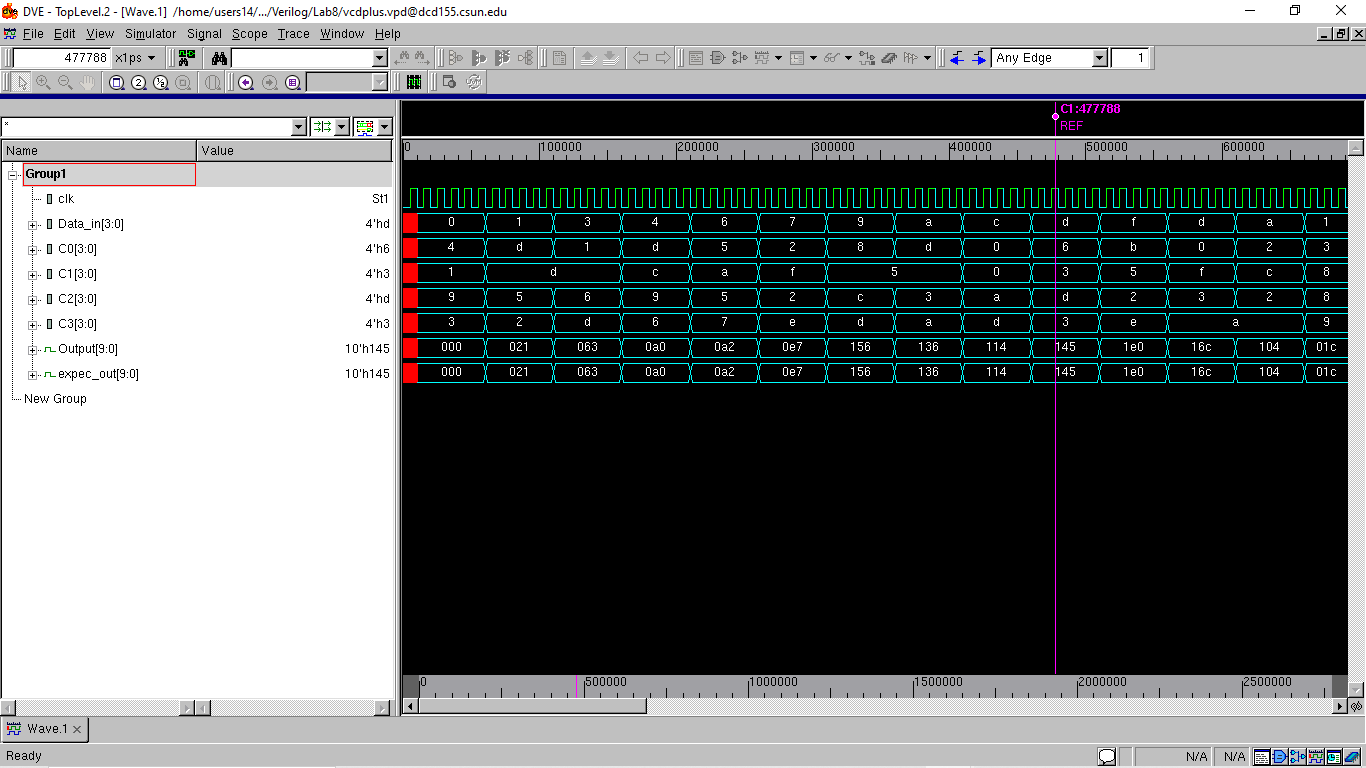 DVE - TopLevel.2 - [Wave.1] /home/users14/.../Verilog/Lab8/vcdplus.vpd@dcd155.csun.edu
File Edit View Simulator Signal Scope Trace Window Help
477788 x1ps Any Edge 1
C1:477788
REF
*
Name Value
0 100000 200000 300000 400000 500000 600000
Group1
clk St1
Data_in[3:0] 4'hd 0 1 3 4 6 7 9 a c d f d a 1
C0[3:0] 4'h6 4 d 1 d 5 2 8 d 0 6 b 0 2 3
C1[3:0] 4'h3 1 d c a f 5 0 3 5 f c 8
C2[3:0] 4'hd 9 5 6 9 5 2 c 3 a d 2 3 2 8
C3[3:0] 4'h3 3 2 d 6 7 e d a d 3 e a 9
Output[9:0] 10'h145 000 021 063 0a0 0a2 0e7 156 136 114 145 1e0 16c 104 01c
expec_out[9:0] 10'h145 000 021 063 0a0 0a2 0e7 156 136 114 145 1e0 16c 104 01c
New Group
0 500000 1000000 1500000 2000000 2500000
Wave.1
Ready N/A N/A